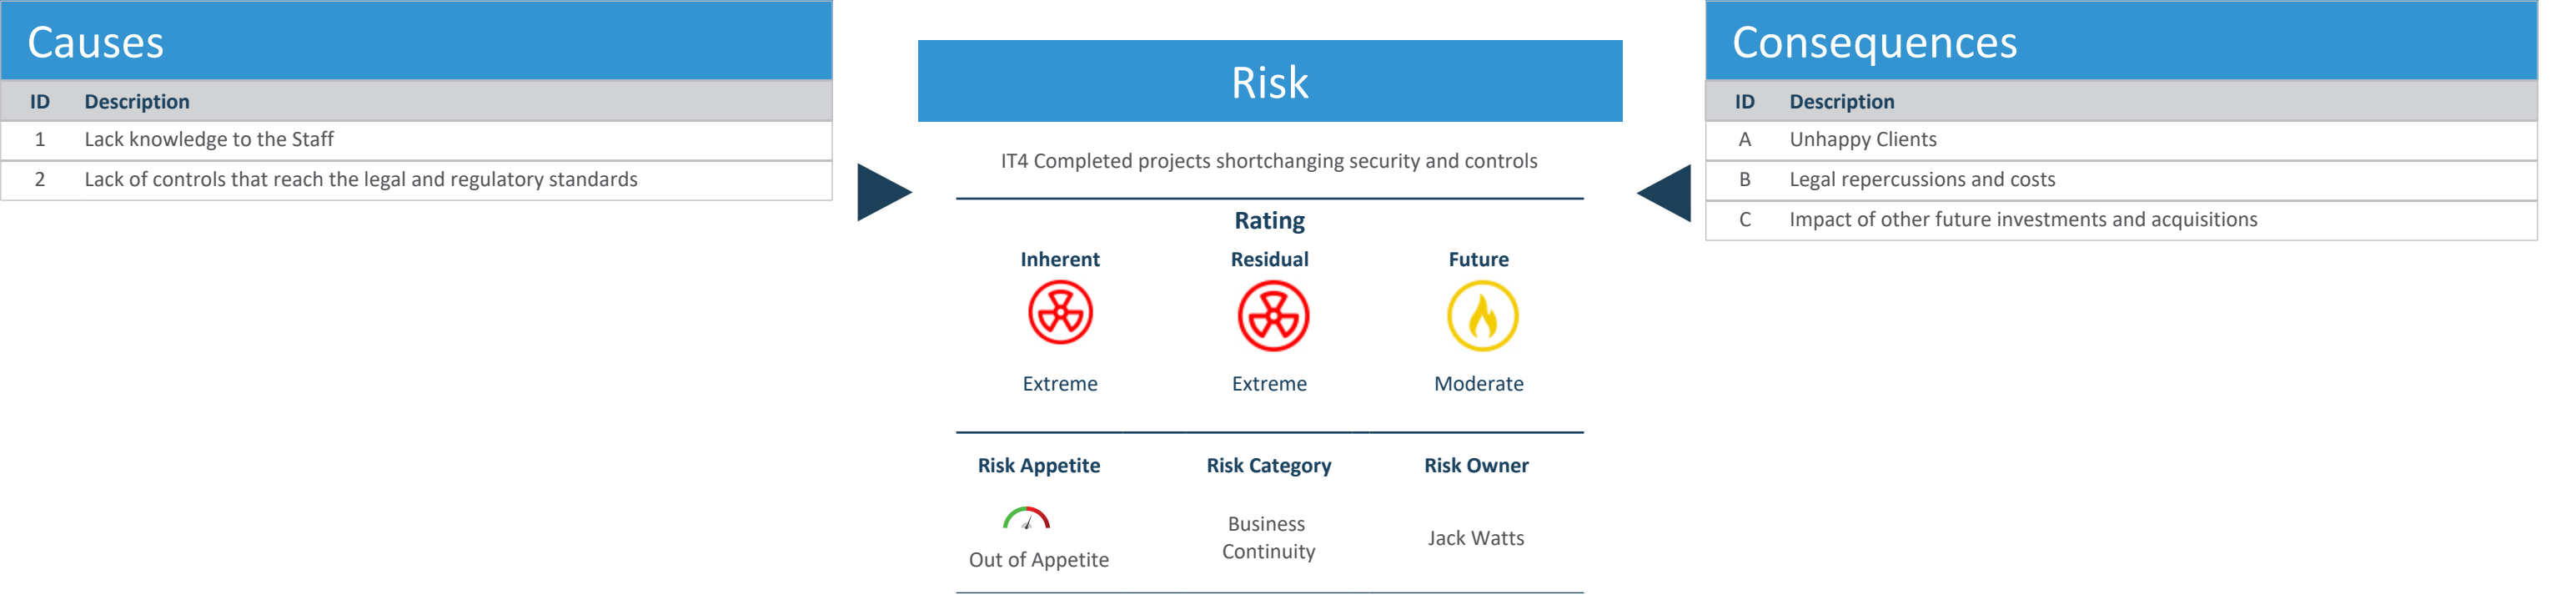 Causes
ID Description
1 Lack knowledge to the Staff
2 Lack of controls that reach the legal and regulatory standards
Risk
IT4 Completed projects shortchanging security and controls
Rating
Inherent Residual Future
Extreme Extreme Moderate
Risk Appetite Risk Category Risk Owner
Out of Appetite
Business
Continuity
Jack Watts
Consequences
ID Description
A Unhappy Clients
B Legal repercussions and costs
C Impact of other future investments and acquisitions